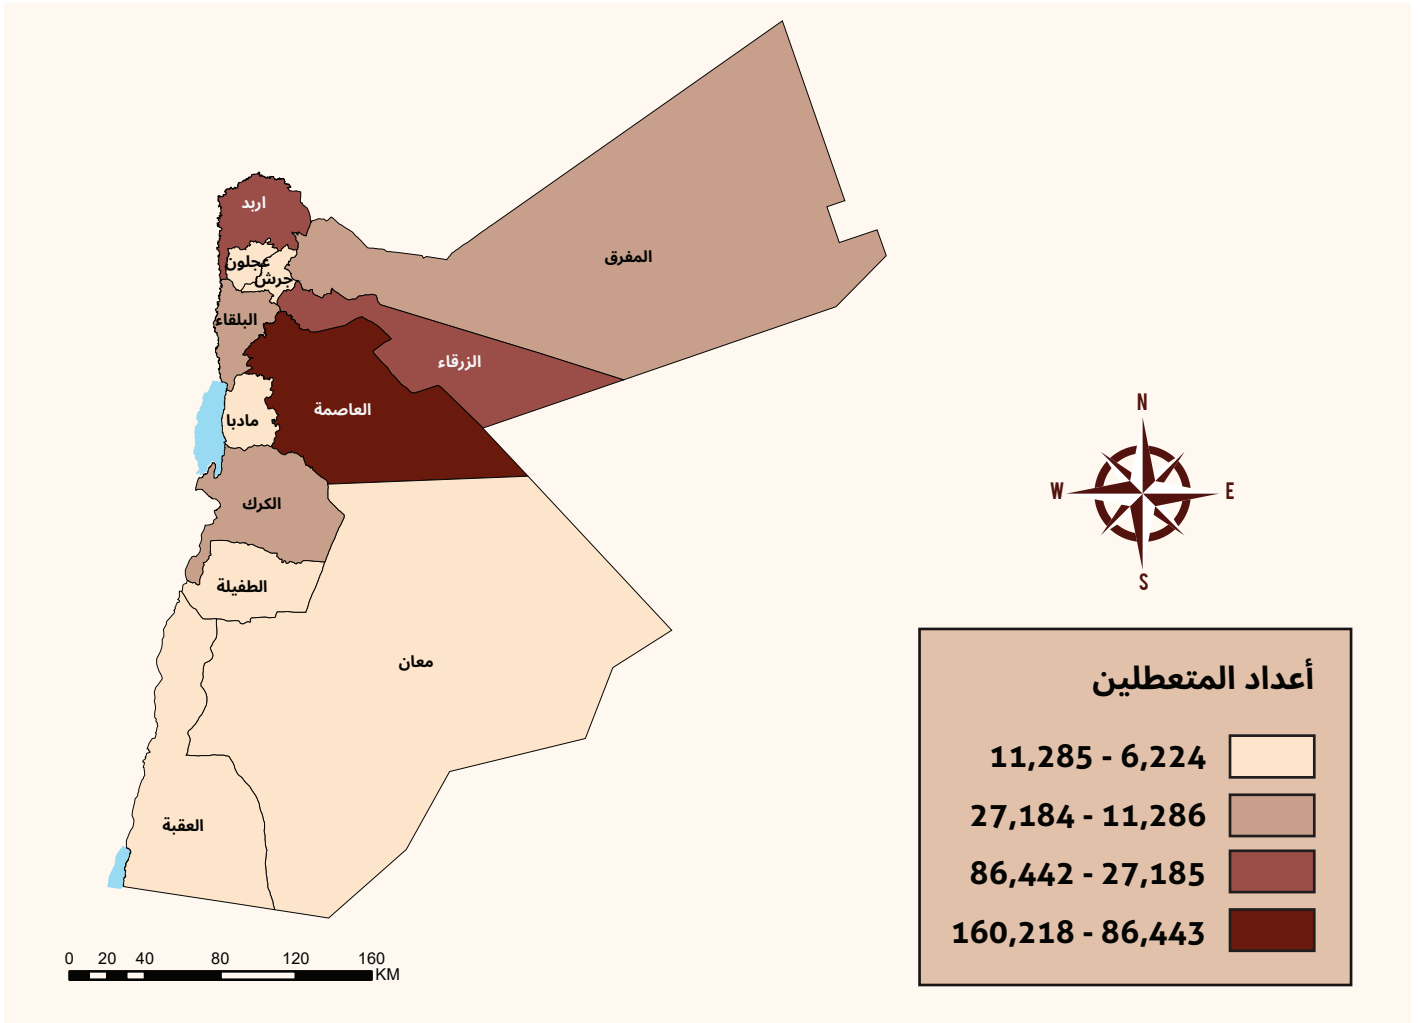 اربد
المفرق
عجلون
جرش
البلقاء
الزرقاء
العاصمة
مادبا
الكرك
الطفيلة
معان
العقبة
N
W
E
S
أعداد المتعطلين
11,285 - 6,224
27,184 - 11,286
86,442 - 27,185
160,218 - 86,443
0 20 40 80 120 160
KM